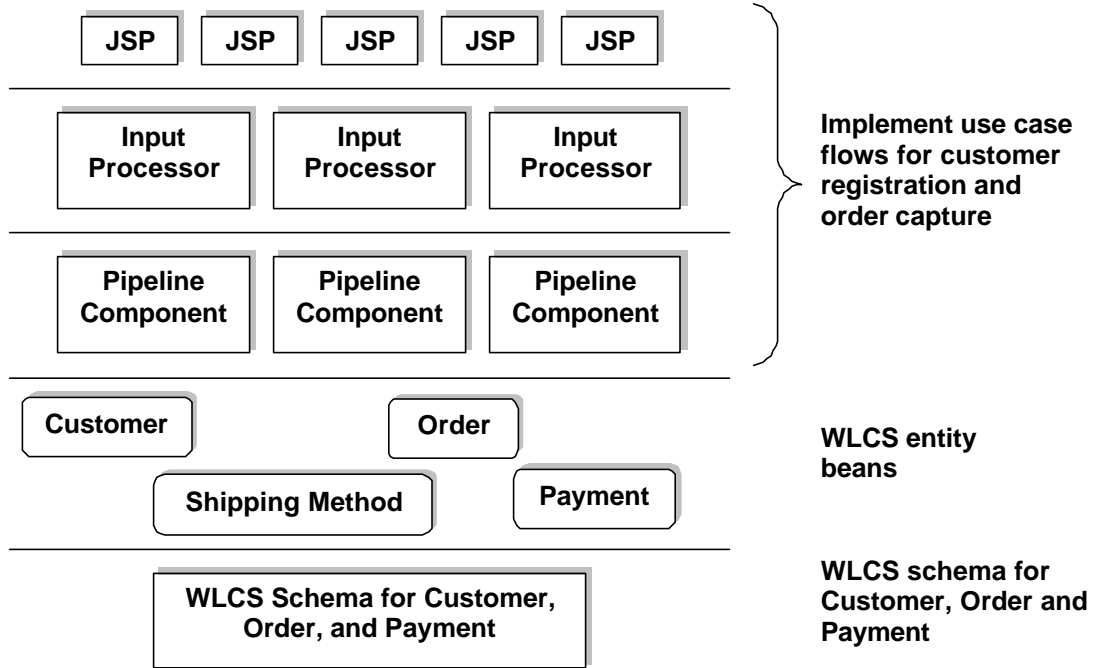 JSP JSP JSP JSP JSP
Input Processor
Input Processor
Input Processor
Implement use case
flows for customer
registration and
order capture
Pipeline Component
Pipeline Component
Pipeline Component
Customer
Order
Shipping Method
Payment
WLCS entity
beans
WLCS Schema for Customer,
Order, and Payment
WLCS schema for
Customer, Order and
Payment